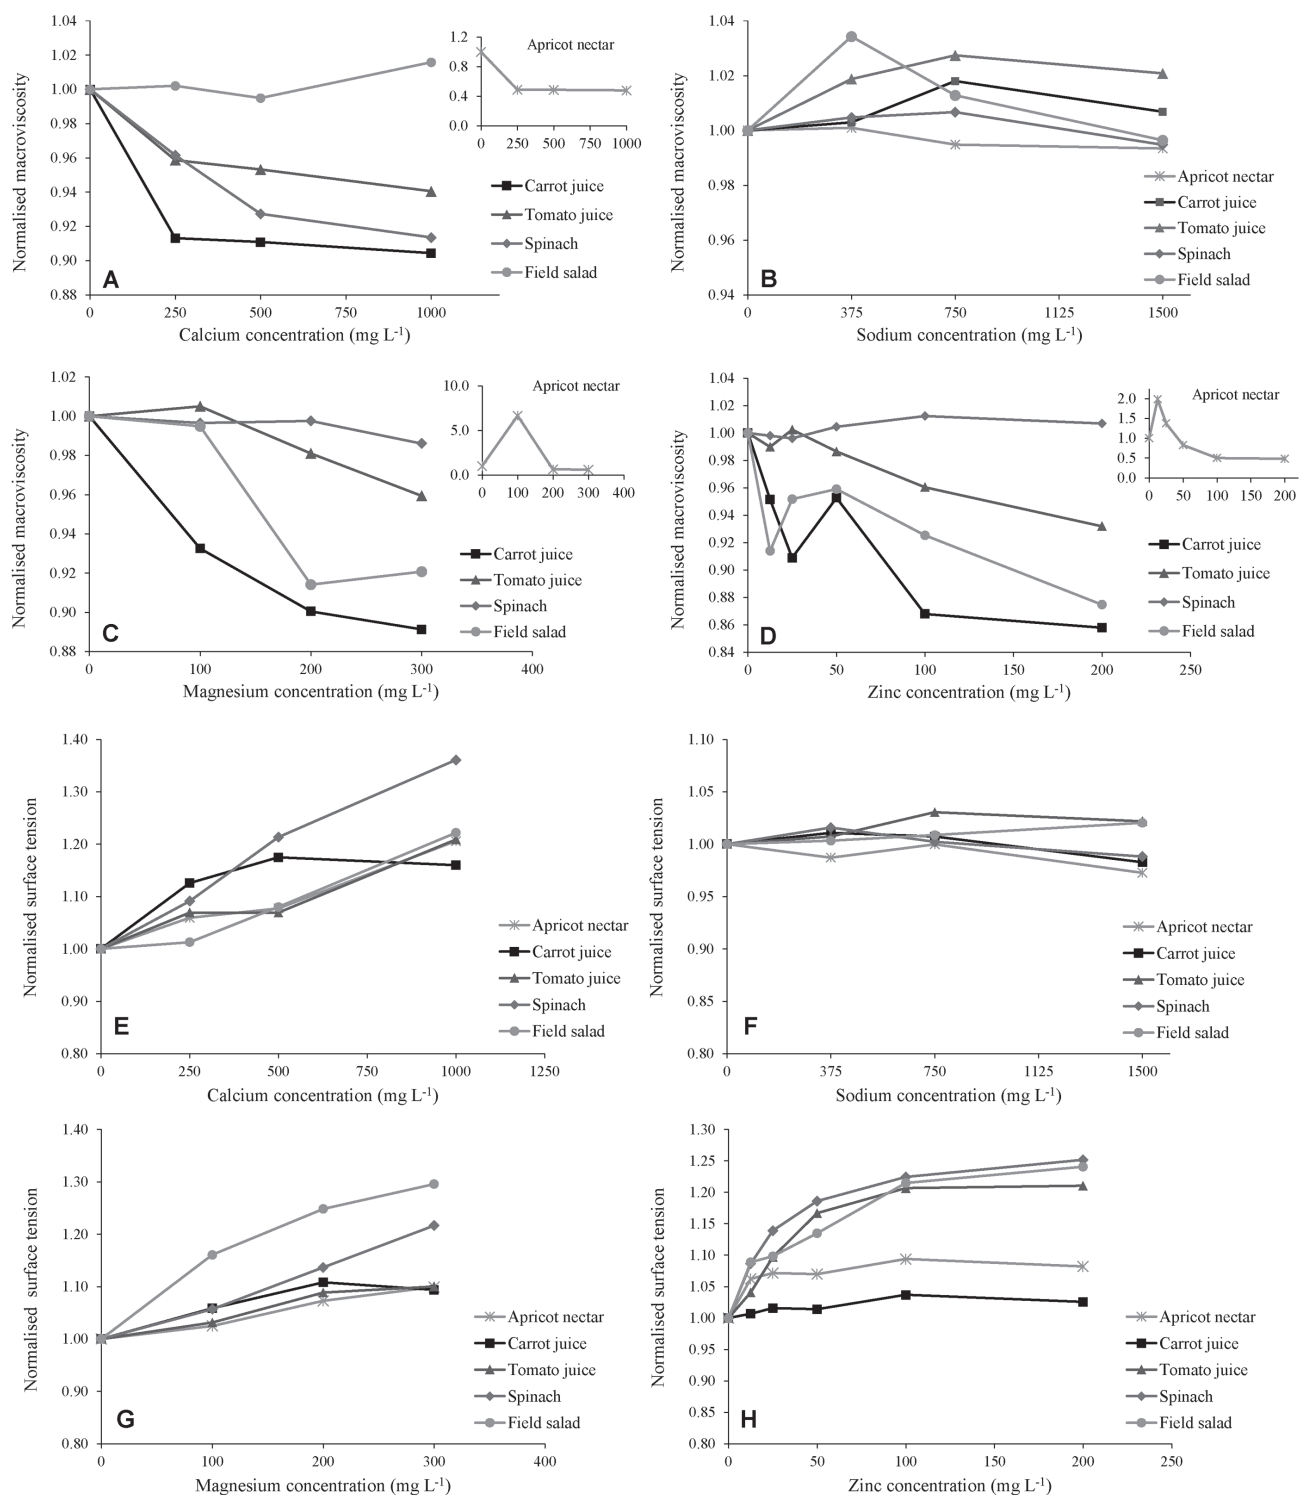 1.04
1.02
1.00
0.98
0.96
0.94
0.92
0.90
0.88
0 250 500 750 1000
Normalised macroviscosity
Calcium concentration (mg L-1)
A
1.2
0.8
0.4
0.0
0 250 500 750 1000
Apricot nectar
Carrot juice
Tomato juice
Spinach
Field salad
1.04
1.02
1.00
0.98
0.96
0.94
0 375 750 1125 1500
Normalised macroviscosity
Sodium concentration (mg L-1)
B
Apricot nectar
Carrot juice
Tomato juice
Spinach
Field salad
1.02
1.00
0.98
0.96
0.94
0.92
0.90
0.88
0 100 200 300 400
Normalised macroviscosity
Magnesium concentration (mg L-1)
C
10.0
5.0
0.0
0 100 200 300 400
Apricot nectar
Carrot juice
Tomato juice
Spinach
Field salad
1.04
1.02
1.00
0.98
0.96
0.94
0.92
0.90
0.88
0.86
0.84
0 50 100 150 200 250
Normalised macroviscosity
Zinc concentration (mg L-1)
D
2.0
1.5
1.0
0.5
0.0
0 50 100 150 200
Apricot nectar
Carrot juice
Tomato juice
Spinach
Field salad
1.40
1.30
1.20
1.10
1.00
0.90
0.80
0 250 500 750 1000 1250
Normalised surface tension
Calcium concentration (mg L-1)
E
Apricot nectar
Carrot juice
Tomato juice
Spinach
Field salad
1.10
1.05
1.00
0.95
0.90
0.85
0.80
0 375 750 1125 1500
Normalised surface tension
Sodium concentration (mg L-1)
F
Apricot nectar
Carrot juice
Tomato juice
Spinach
Field salad
1.40
1.30
1.20
1.10
1.00
0.90
0.80
0 100 200 300 400
Normalised surface tension
Magnesium concentration (mg L-1)
G
Apricot nectar
Carrot juice
Tomato juice
Spinach
Field salad
1.30
1.25
1.20
1.15
1.10
1.05
1.00
0.95
0.90
0.85
0.80
0 50 100 150 200 250
Normalised surface tension
Zinc concentration (mg L-1)
H
Apricot nectar
Carrot juice
Tomato juice
Spinach
Field salad